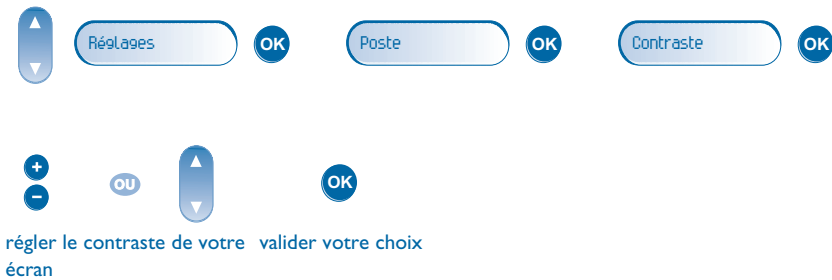 Réglages OK Poste OK Contraste OK
+
− OU OK
régler le contraste de votre valider votre choix
écran